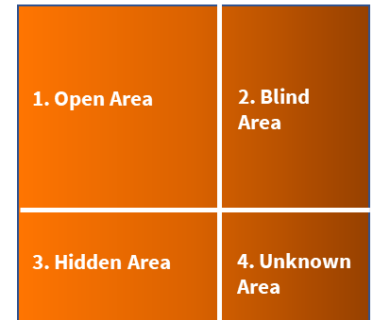 1. Open Area
2. Blind
Area
3. Hidden Area
4. Unknown
Area